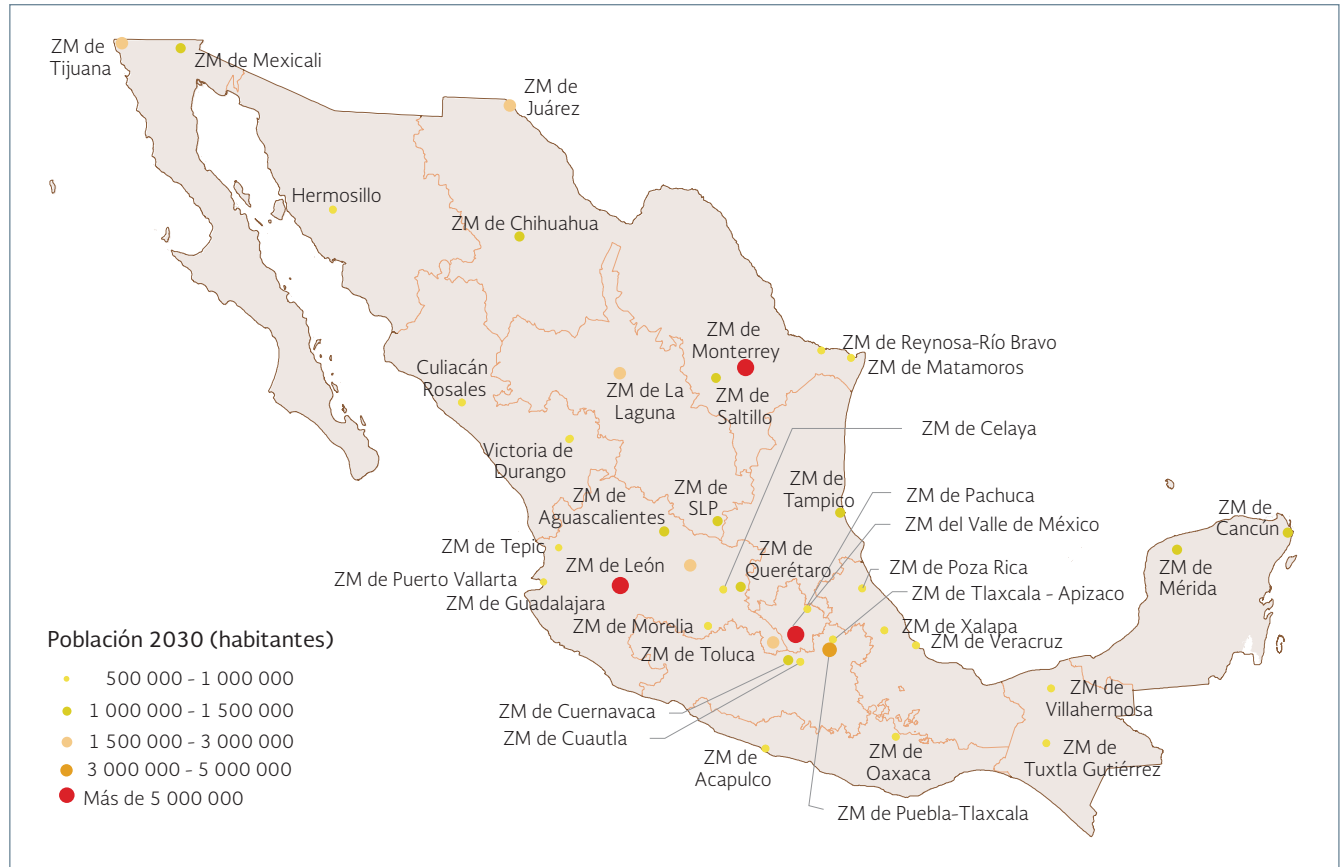 ZM de
Tijuana
ZM de Mexicali
ZM de
Juárez
Hermosillo
ZM de Chihuahua
ZM de
Monterrey
ZM de Reynosa-Río Bravo
ZM de Matamoros
Culiacán
Rosales
ZM de La
Laguna
ZM de
Saltillo
ZM de Celaya
Victoria de
Durango
ZM de
Aguascalientes
ZM de
SLP
ZM de
Tampico
ZM de Pachuca
ZM del Valle de México
ZM de
Cancún
ZM de
Mérida
ZM de Tepic
ZM de León
ZM de
Querétaro
ZM de Poza Rica
ZM de Puerto Vallarta
ZM de Guadalajara
ZM de Tlaxcala - Apizaco
ZM de Morelia
ZM de Xalapa
ZM de Veracruz
ZM de Toluca
ZM de
Villahermosa
ZM de Cuernavaca
ZM de Cuautla
ZM de
Acapulco
ZM de
Oaxaca
ZM de
Tuxtla Gutiérrez
ZM de Puebla-Tlaxcala
Población 2030 (habitantes)
500 000 - 1 000 000
1 000 000 - 1 500 000
1 500 000 - 3 000 000
3 000 000 - 5 000 000
Más de 5 000 000